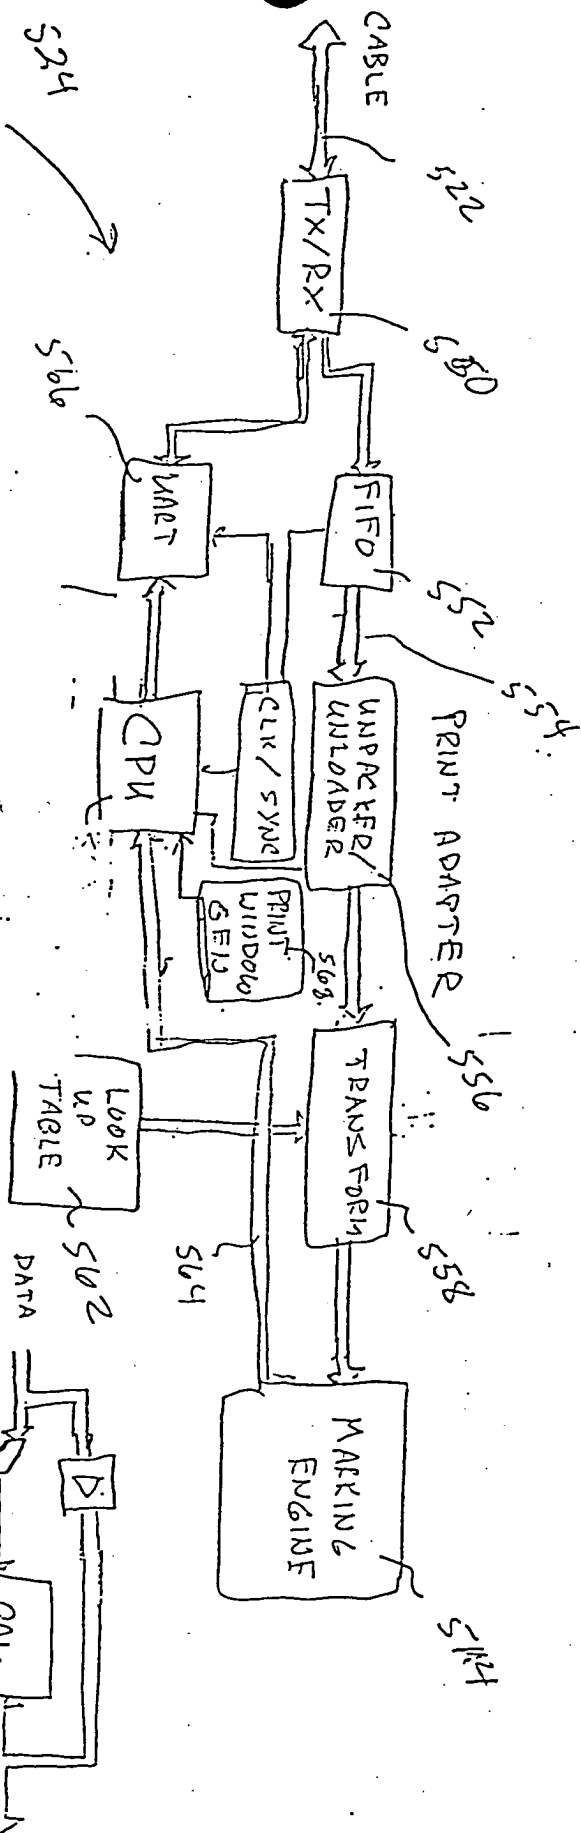 524
CABLE
522
TX/RX
550
566
UART
FIFO
552
554
PRINT ADAPTER
UNPACKER/
UNLOADER
556
CLK/SYNC
CPU
PRINT
WINDOW
GEN
568
TRANSFORM
558
LOOK
UP
TABLE
562
564
MARKING
ENGINE
514
DATA
D